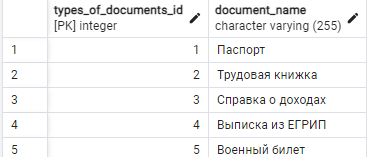 types_of_documents_id document_name
[PK] integer character varying (255)
1 1 Паспорт
2 2 Трудовая книжка
3 3 Справка о доходах
4 4 Выписка из ЕГРИП
5 5 Военный билет